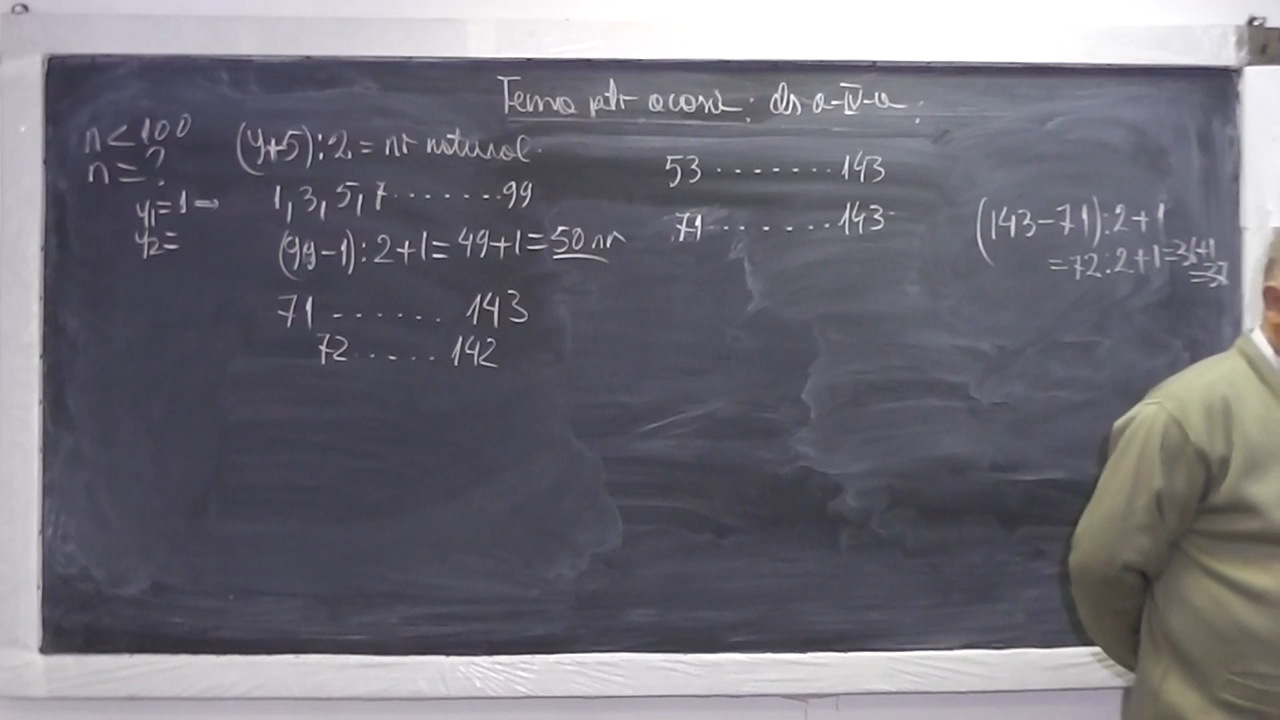 Tema ptr acasă: cls a-IV-a.
n < 100
n = ?
y1 = 1 ⇒
y2 =
(y+5):2 = nr natural.
1, 3, 5, 7 ........ 99
(99-1):2+1 = 49+1 = 50 nr
71 ....... 143
72 ..... 142
53 ........ 143
71 ........ 143
(143-71):2+1
=72:2+1=36+1
=37